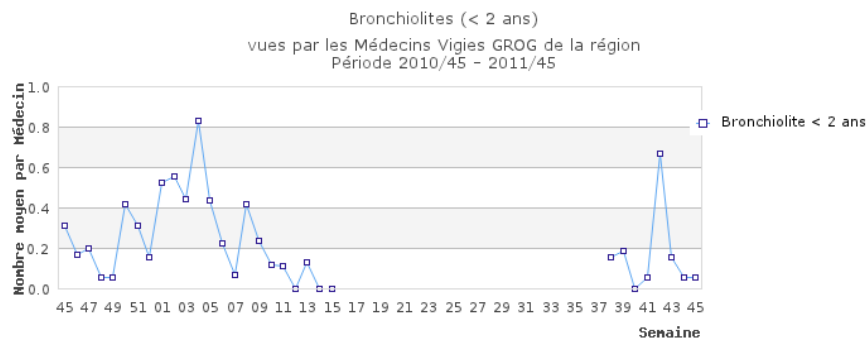 Bronchiolites (< 2 ans)
vues par les Médecins Vigies GROG de la région
Période 2010/45 - 2011/45
Nombre moyen par Médecin
1.0
0.8
0.6
0.4
0.2
0.0
Bronchiolite < 2 ans
45 47 49 51 01 03 05 07 09 11 13 15 19 21 23 25 27 29 31 33 35 37 39 41 43 45
Semaine